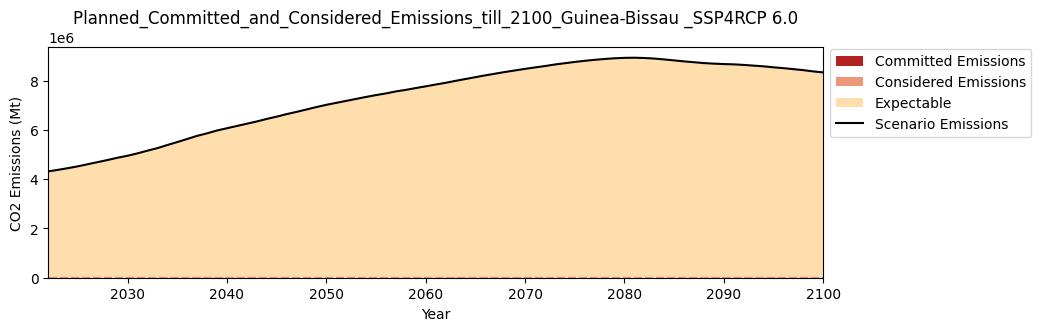 Planned_Committed_and_Considered_Emissions_till_2100_Guinea-Bissau _SSP4RCP 6.0
1e6
Committed Emissions
Considered Emissions
Expectable
Scenario Emissions
8
6
4
2
0
CO2 Emissions (Mt)
2030 2040 2050 2060 2070 2080 2090 2100
Year